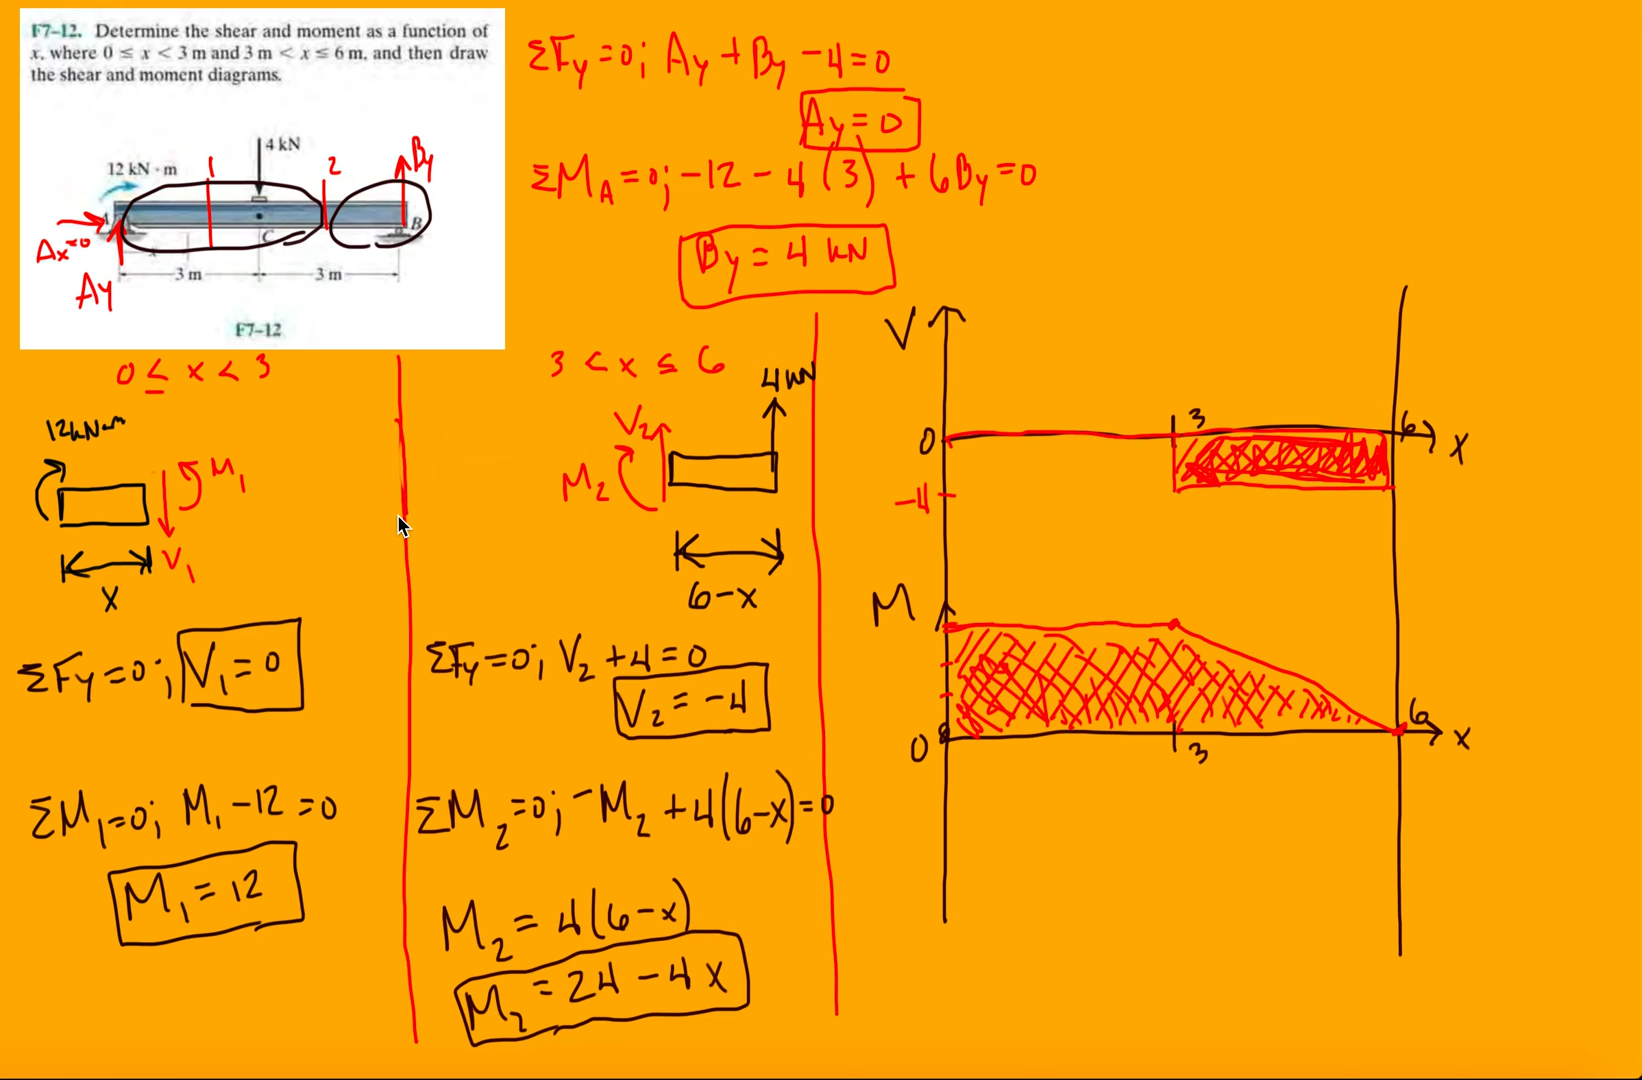 F7–12. Determine the shear and moment as a function of
x, where 0 ≤ x < 3 m and 3 m < x ≤ 6 m, and then draw
the shear and moment diagrams.
4 kN
12 kN · m
1
2
By
A
B
C
Ax=0
Ay
3 m
3 m
F7–12
ΣFy=0; Ay + By -4=0
Ay = 0
ΣMA=0; -12 - 4(3) + 6By=0
By = 4 kN
0 ≤ x < 3
12kN·m
M1
V1
x
ΣFy=0; V1=0
ΣM1=0; M1-12=0
M1=12
3 < x ≤ 6
4kN
V2
M2
6-x
ΣFy=0; V2+4=0
V2=-4
ΣM2=0; -M2+4(6-x)=0
M2=4(6-x)
M2=24-4x
V
0
3
6
x
-4
M
0
3
6
x